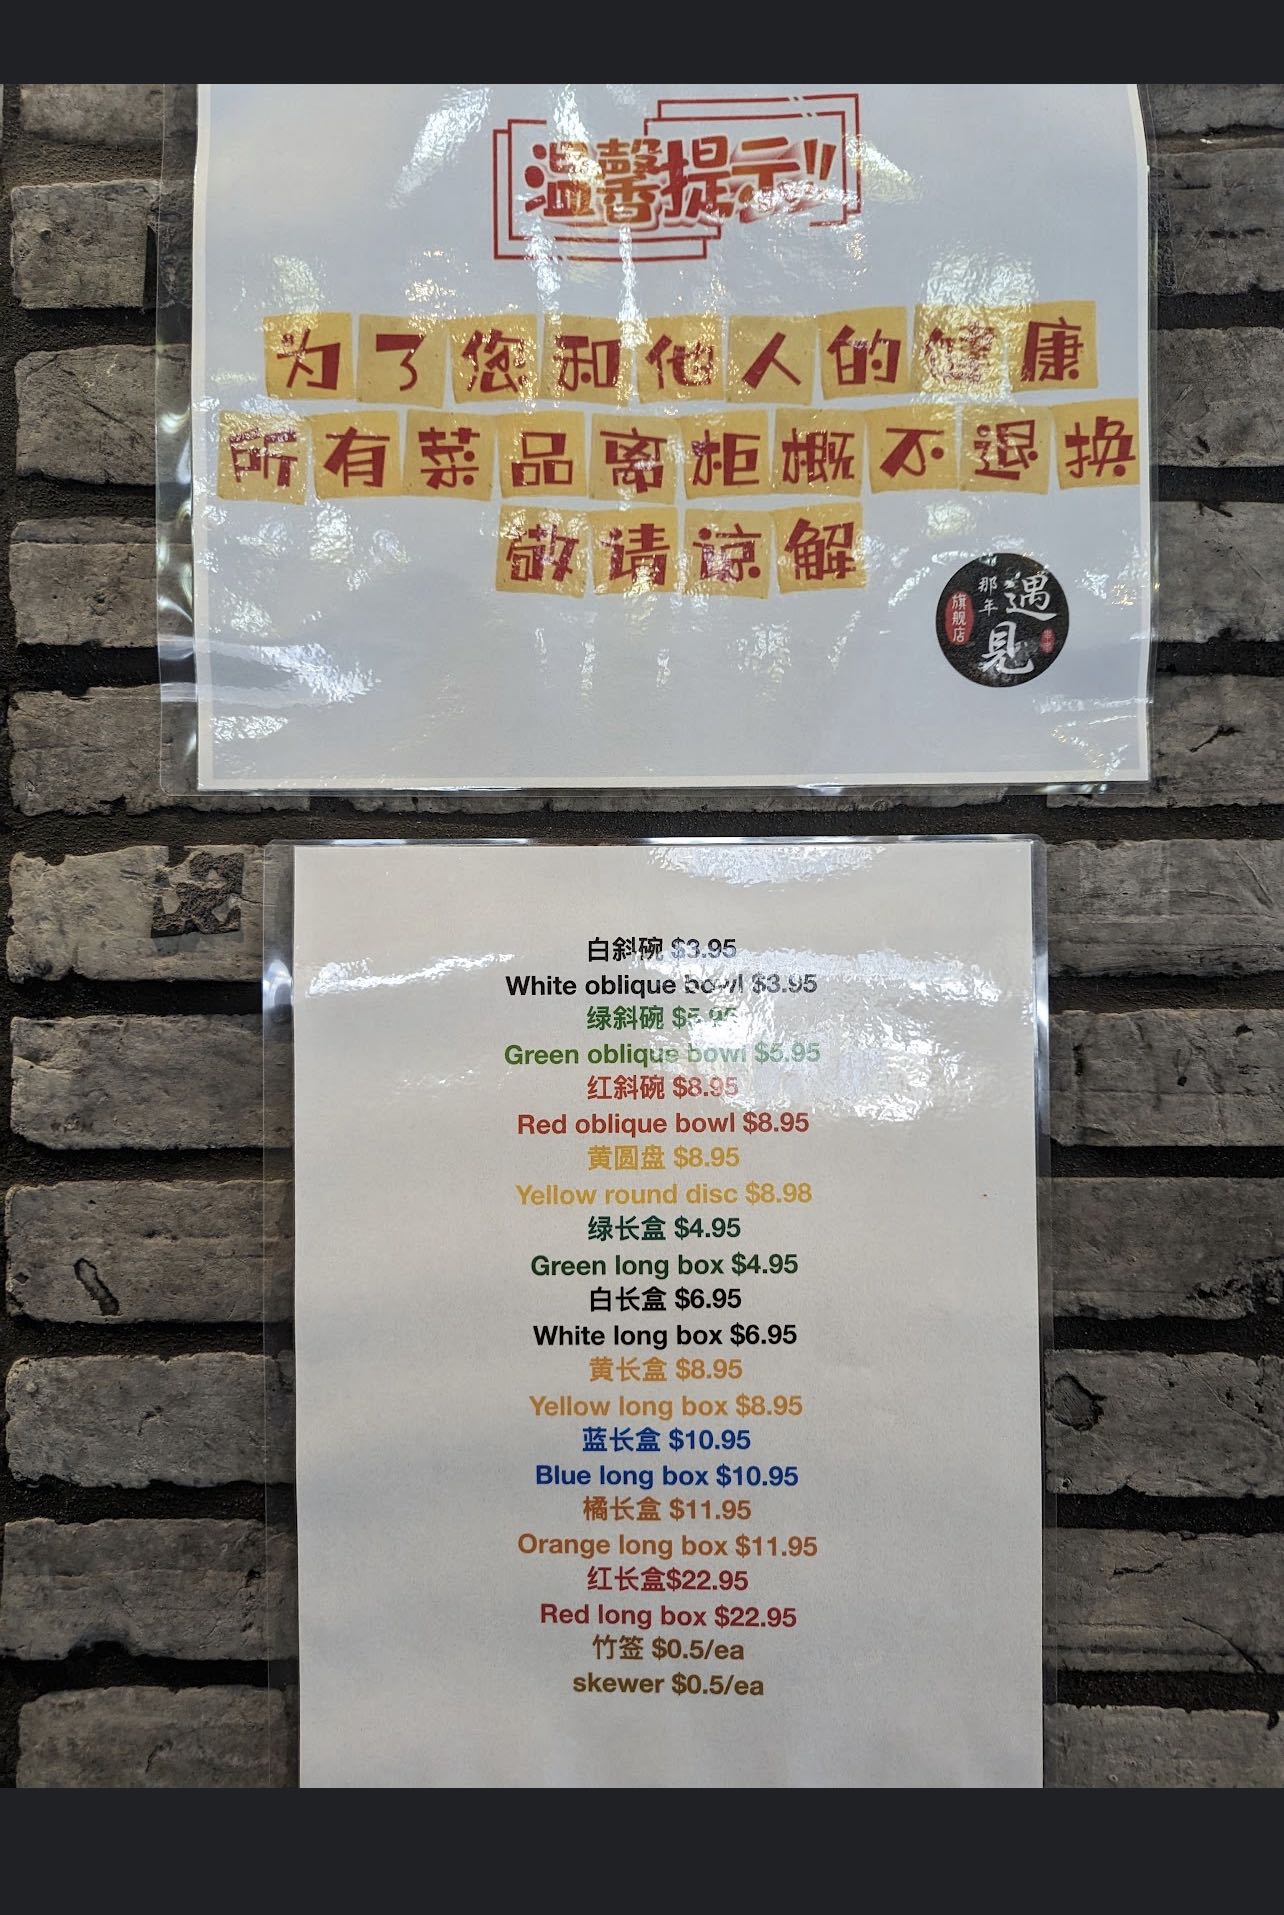 温馨提示!!
为了您和他人的健康
所有菜品离柜概不退换
敬请谅解
遇见
那年
旗舰店
白斜碗 $3.95
White oblique bowl $3.95
绿斜碗 $5.95
Green oblique bowl $5.95
红斜碗 $8.95
Red oblique bowl $8.95
黄圆盘 $8.95
Yellow round disc $8.98
绿长盒 $4.95
Green long box $4.95
白长盒 $6.95
White long box $6.95
黄长盒 $8.95
Yellow long box $8.95
蓝长盒 $10.95
Blue long box $10.95
橘长盒 $11.95
Orange long box $11.95
红长盒$22.95
Red long box $22.95
竹签 $0.5/ea
skewer $0.5/ea